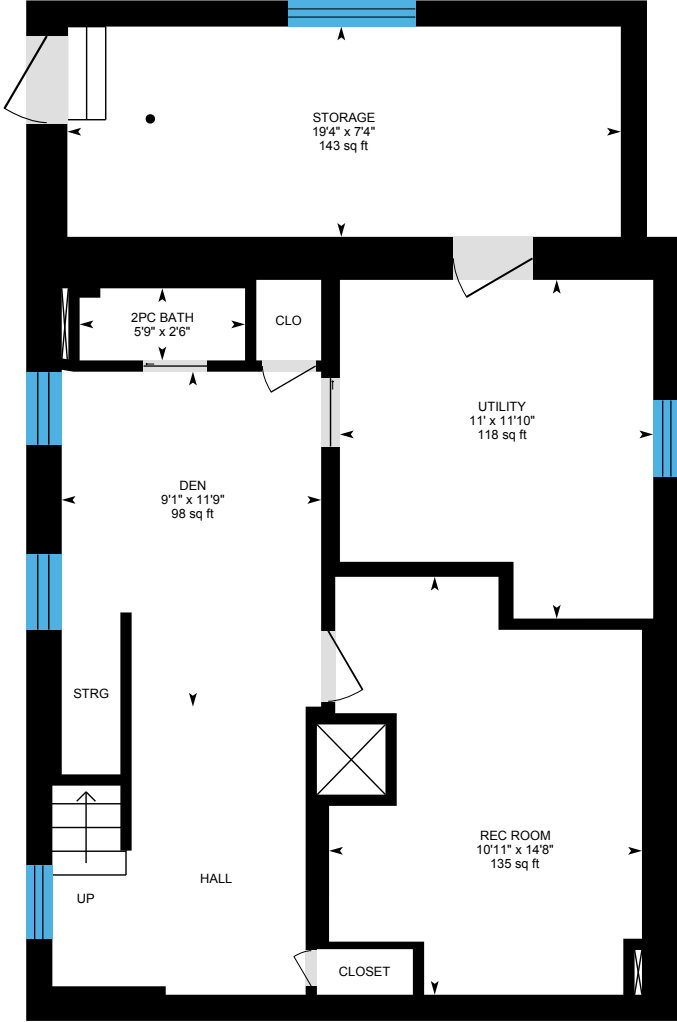 STORAGE
19'4" x 7'4"
143 sq ft
2PC BATH
5'9" x 2'6"
CLO
UTILITY
11' x 11'10"
118 sq ft
DEN
9'1" x 11'9"
98 sq ft
STRG
REC ROOM
10'11" x 14'8"
135 sq ft
HALL
UP
CLOSET